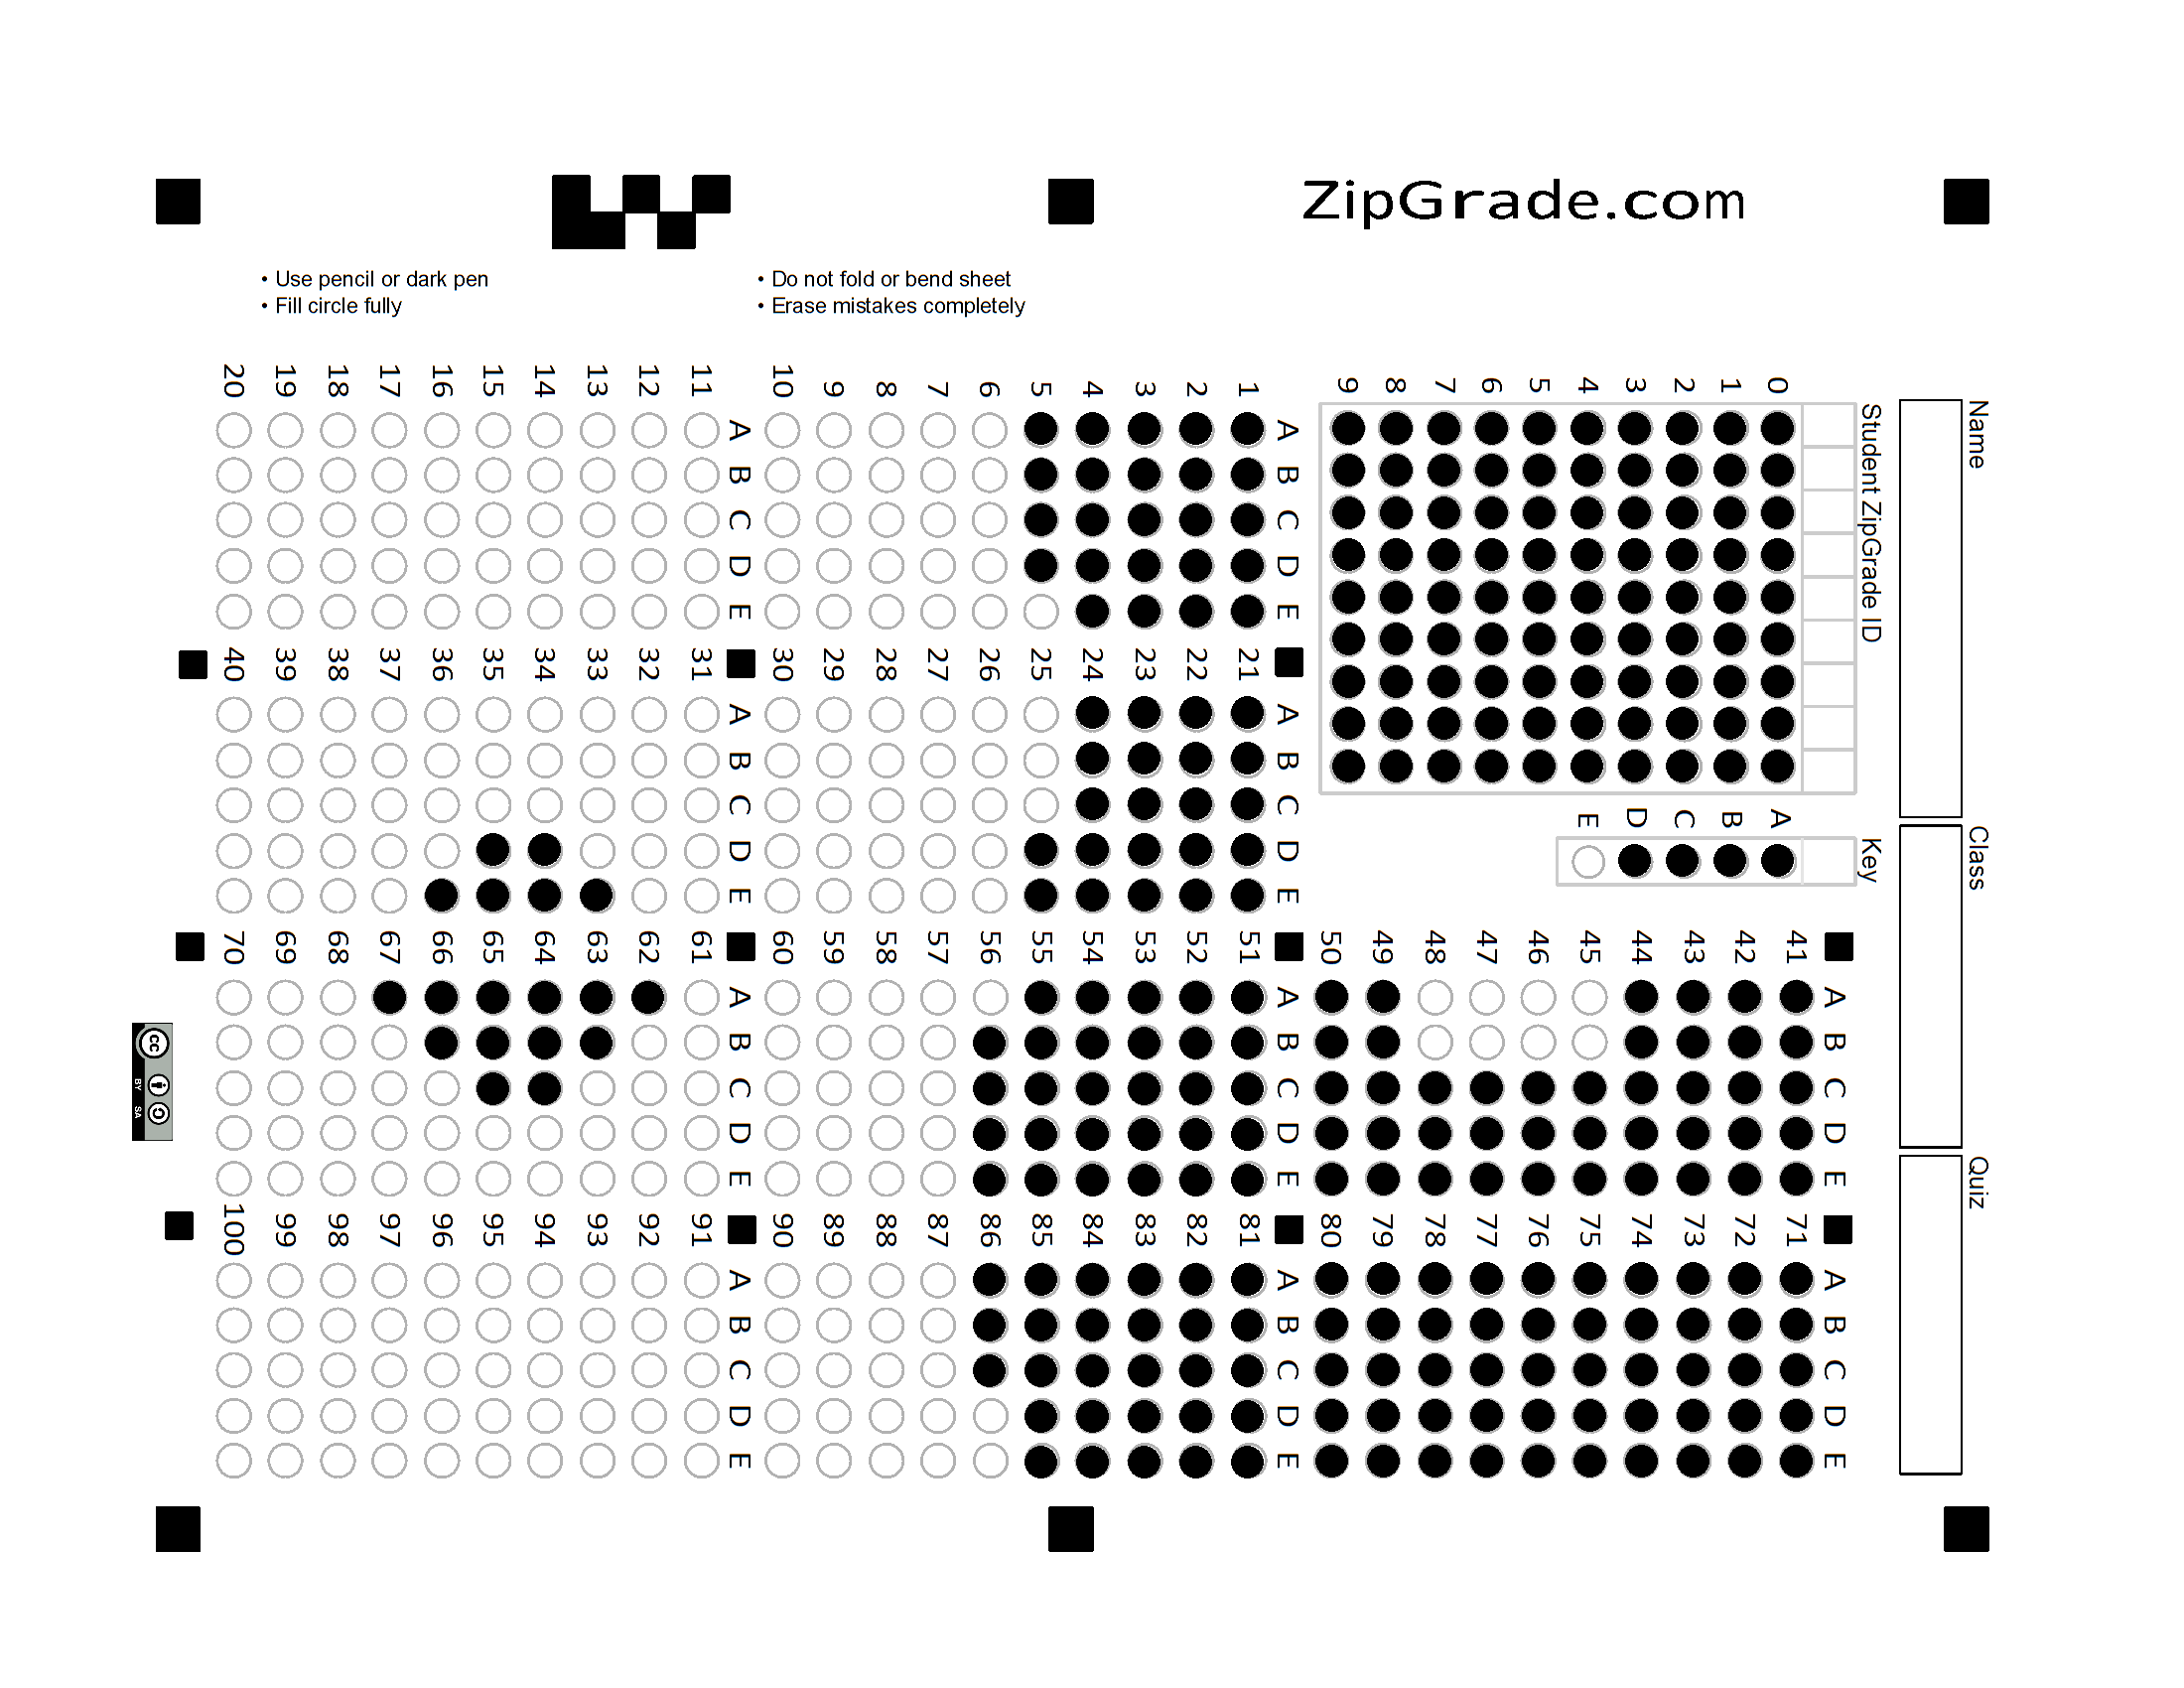 ZipGrade.com
• Use pencil or dark pen
• Fill circle fully
• Do not fold or bend sheet
• Erase mistakes completely
Name
Class
Quiz
Student ZipGrade ID
0 1 2 3 4 5 6 7 8 9
Key
A B C D E
A B C D E
1 2 3 4 5 6 7 8 9 10
A B C D E
11 12 13 14 15 16 17 18 19 20
A B C D E
21 22 23 24 25 26 27 28 29 30
A B C D E
31 32 33 34 35 36 37 38 39 40
A B C D E
41 42 43 44 45 46 47 48 49 50
A B C D E
51 52 53 54 55 56 57 58 59 60
A B C D E
61 62 63 64 65 66 67 68 69 70
A B C D E
71 72 73 74 75 76 77 78 79 80
A B C D E
81 82 83 84 85 86 87 88 89 90
A B C D E
91 92 93 94 95 96 97 98 99 100
cc
BY SA